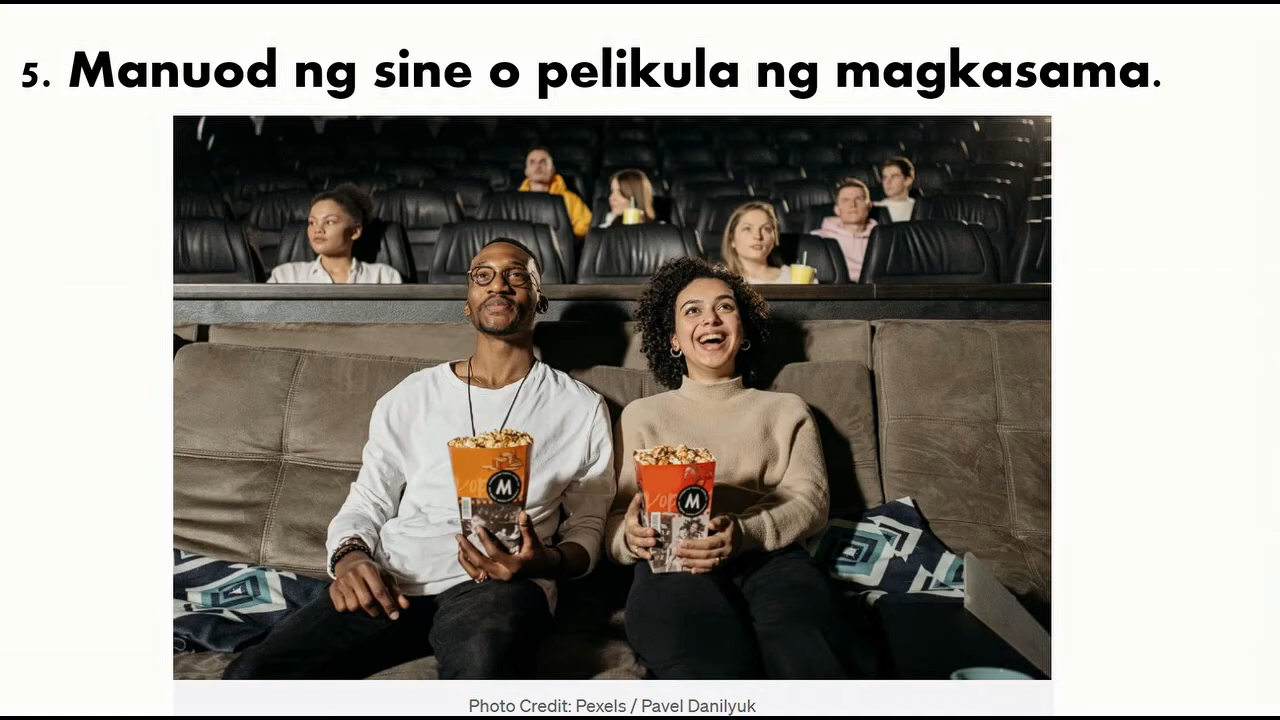 5. Manuod ng sine o pelikula ng magkasama.
M
M
Photo Credit: Pexels / Pavel Danilyuk